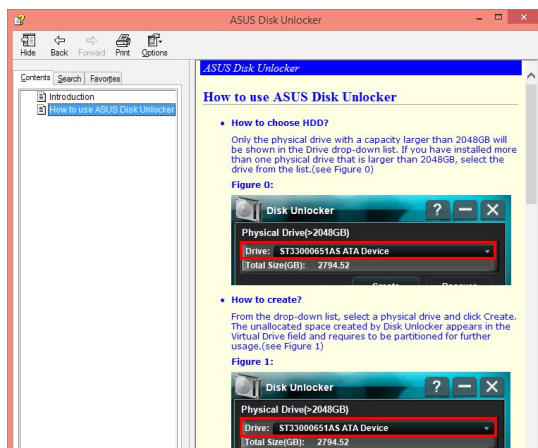 ASUS Disk Unlocker
Hide Back Forward Print Options
Contents Search Favorites
Introduction
How to use ASUS Disk Unlocker
ASUS Disk Unlocker
How to use ASUS Disk Unlocker
How to choose HDD?
Only the physical drive with a capacity larger than 2048GB will
be shown in the Drive drop-down list. If you have installed more
than one physical drive that is larger than 2048GB, select the
drive from the list.(see Figure 0)
Figure 0:
Disk Unlocker
Physical Drive(>2048GB)
Drive: ST33000651AS ATA Device
Total Size(GB): 2794.52
How to create?
From the drop-down list, select a physical drive and click Create.
The unallocated space created by Disk Unlocker appears in the
Virtual Drive field and requires to be partitioned for further
usage.(see Figure 1)
Figure 1:
Disk Unlocker
Physical Drive(>2048GB)
Drive: ST33000651AS ATA Device
Total Size(GB): 2794.52